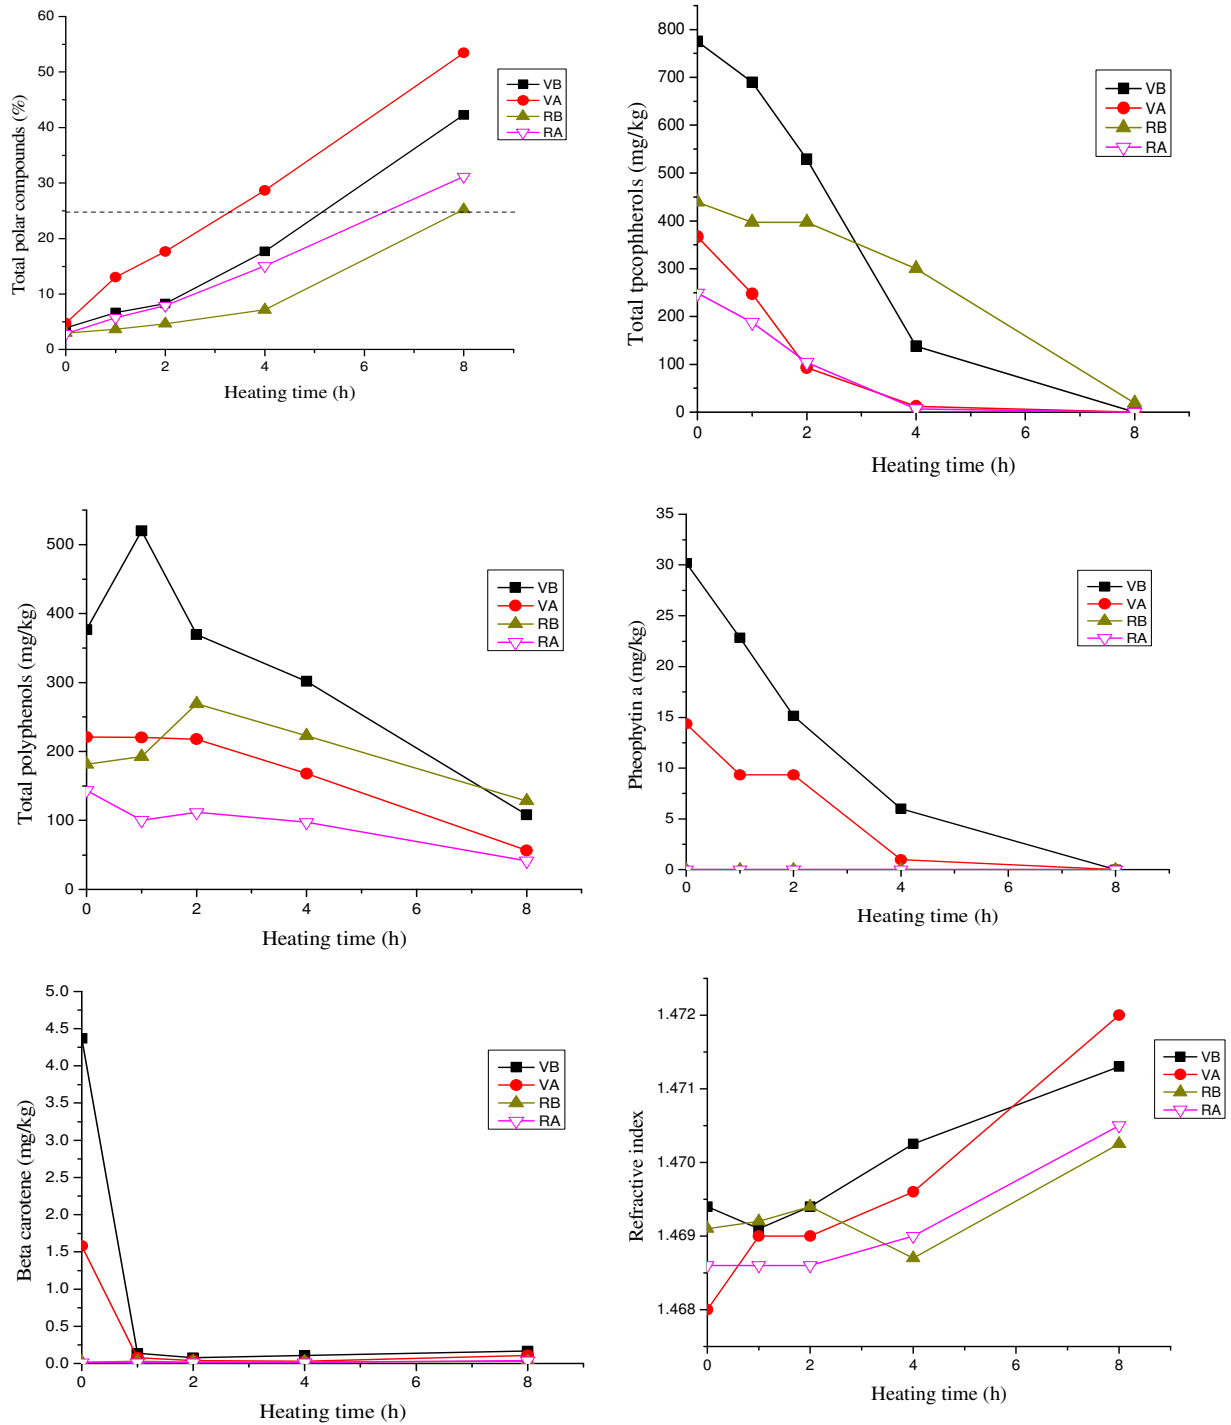 60
50
40
30
20
10
0
Total polar compounds (%)
0 2 4 6 8
Heating time (h)
VB
VA
RB
RA
800
700
600
500
400
300
200
100
0
Total tpcophherols (mg/kg)
0 2 4 6 8
Heating time (h)
VB
VA
RB
RA
500
400
300
200
100
0
Total polyphenols (mg/kg)
0 2 4 6 8
Heating time (h)
VB
VA
RB
RA
35
30
25
20
15
10
5
0
Pheophytin a (mg/kg)
0 2 4 6 8
Heating time (h)
VB
VA
RB
RA
5.0
4.5
4.0
3.5
3.0
2.5
2.0
1.5
1.0
0.5
0.0
Beta carotene (mg/kg)
0 2 4 6 8
Heating time (h)
VB
VA
RB
RA
1.472
1.471
1.470
1.469
1.468
Refractive index
0 2 4 6 8
Heating time (h)
VB
VA
RB
RA